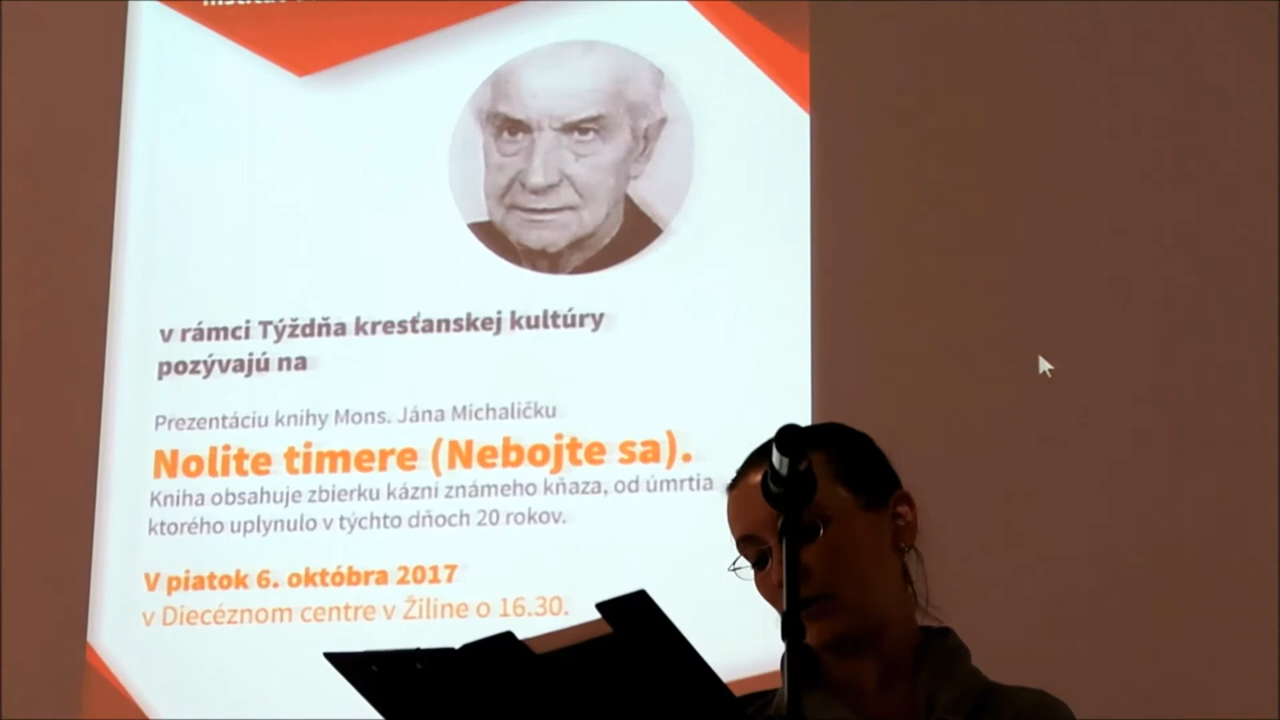 v rámci Týždňa kresťanskej kultúry
pozývajú na
Prezentáciu knihy Mons. Jána Michaličku
Nolite timere (Nebojte sa).
Kniha obsahuje zbierku kázní známeho kňaza, od úmrtia
ktorého uplynulo v týchto dňoch 20 rokov.
V piatok 6. októbra 2017
v Diecéznom centre v Žiline o 16.30.